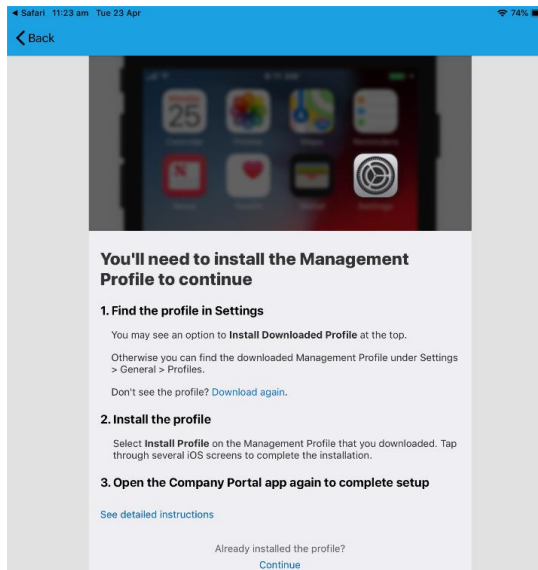 ◀ Safari 11:23 am Tue 23 Apr 74%
Back
25
You'll need to install the Management
Profile to continue
1. Find the profile in Settings
You may see an option to Install Downloaded Profile at the top.
Otherwise you can find the downloaded Management Profile under Settings
> General > Profiles.
Don't see the profile? Download again.
2. Install the profile
Select Install Profile on the Management Profile that you downloaded. Tap
through several iOS screens to complete the installation.
3. Open the Company Portal app again to complete setup
See detailed instructions
Already installed the profile?
Continue